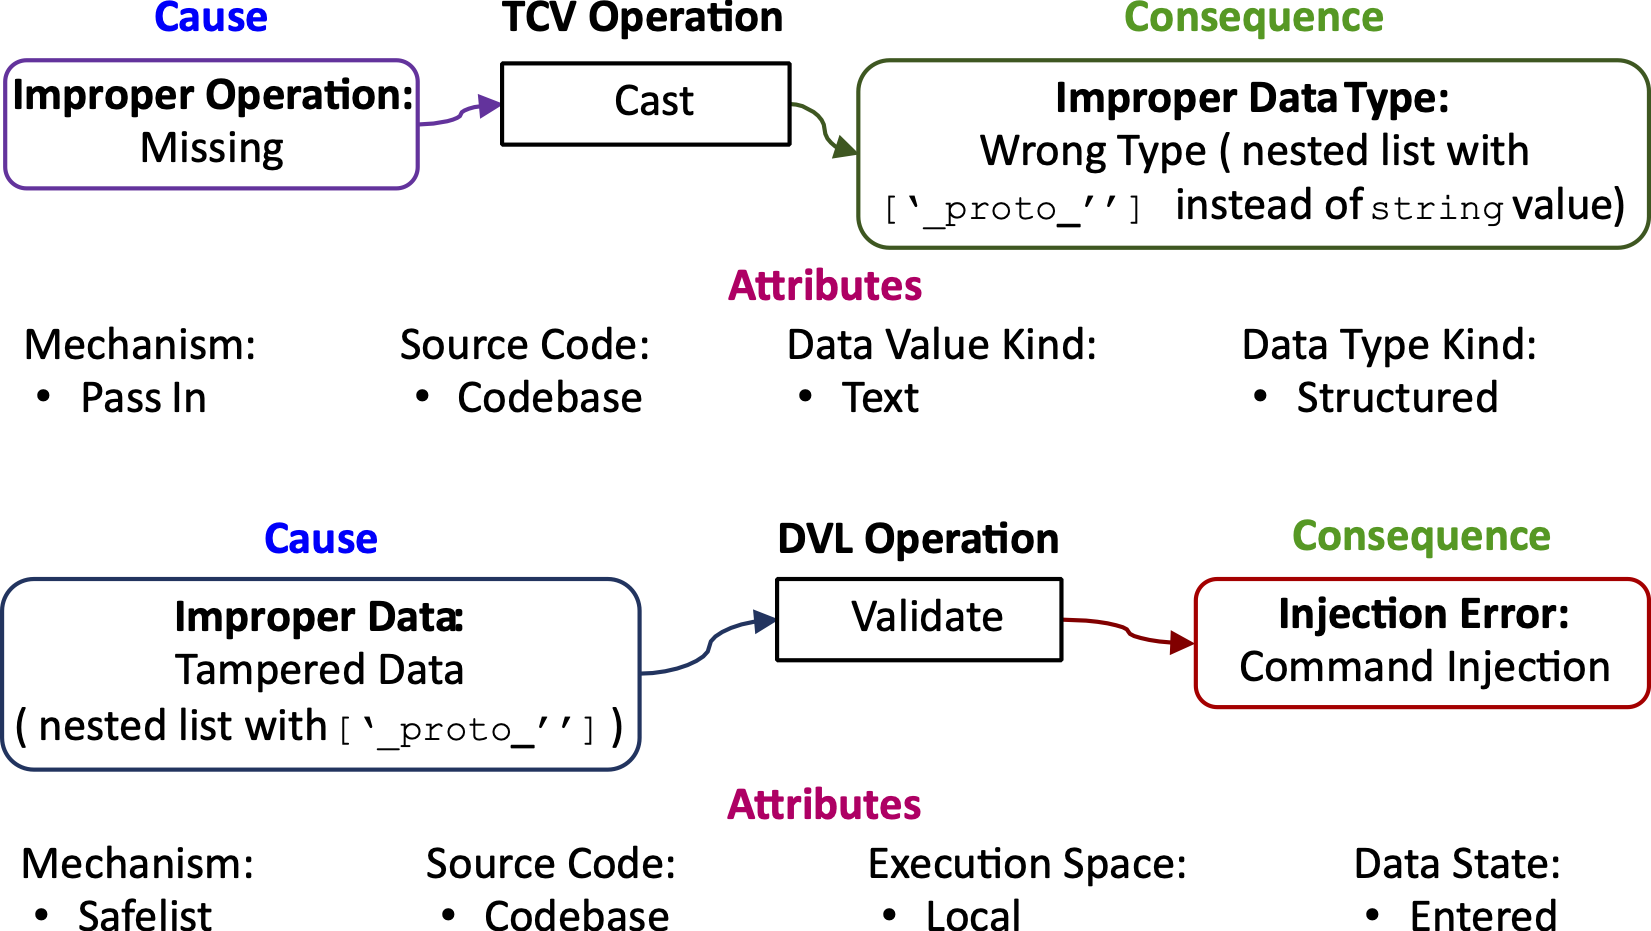 Cause TCV Operation Consequence
Improper Operation:
Missing
Cast
Improper Data Type:
Wrong Type ( nested list with
[‘_proto_’’] instead of string value)
Attributes
Mechanism: Source Code: Data Value Kind: Data Type Kind:
• Pass In • Codebase • Text • Structured
Cause DVL Operation Consequence
Improper Data:
Tampered Data
( nested list with [‘_proto_’’] )
Validate
Injection Error:
Command Injection
Attributes
Mechanism: Source Code: Execution Space: Data State:
• Safelist • Codebase • Local • Entered